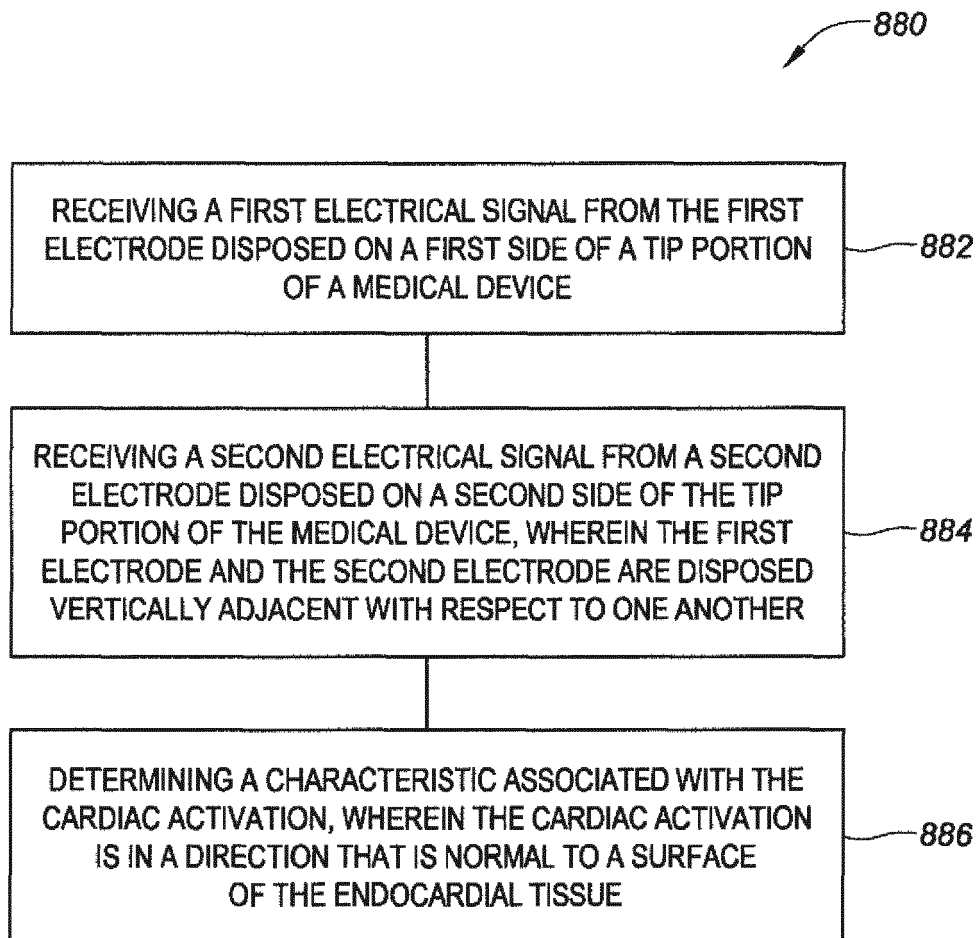 880
RECEIVING A FIRST ELECTRICAL SIGNAL FROM THE FIRST
ELECTRODE DISPOSED ON A FIRST SIDE OF A TIP PORTION
OF A MEDICAL DEVICE
882
RECEIVING A SECOND ELECTRICAL SIGNAL FROM A SECOND
ELECTRODE DISPOSED ON A SECOND SIDE OF THE TIP
PORTION OF THE MEDICAL DEVICE, WHEREIN THE FIRST
ELECTRODE AND THE SECOND ELECTRODE ARE DISPOSED
VERTICALLY ADJACENT WITH RESPECT TO ONE ANOTHER
884
DETERMINING A CHARACTERISTIC ASSOCIATED WITH THE
CARDIAC ACTIVATION, WHEREIN THE CARDIAC ACTIVATION
IS IN A DIRECTION THAT IS NORMAL TO A SURFACE
OF THE ENDOCARDIAL TISSUE
886